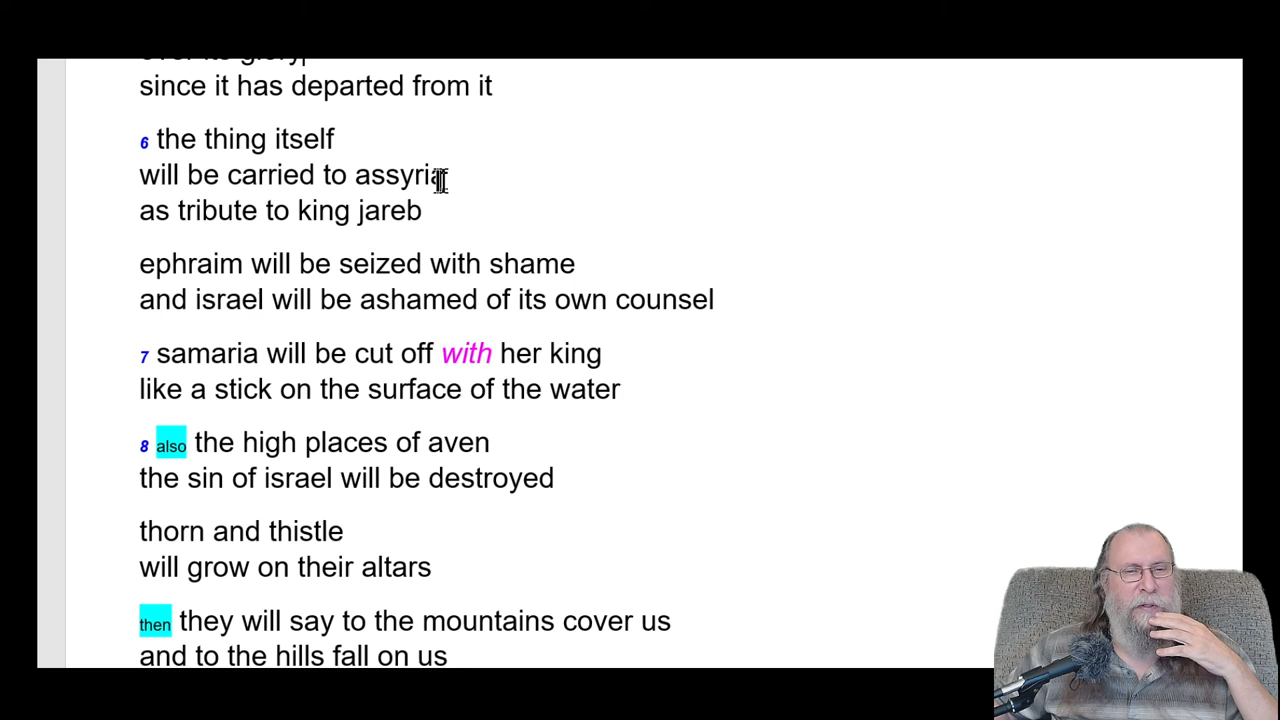 over its glory
since it has departed from it
6 the thing itself
will be carried to assyria
as tribute to king jareb
ephraim will be seized with shame
and israel will be ashamed of its own counsel
7 samaria will be cut off with her king
like a stick on the surface of the water
8 also the high places of aven
the sin of israel will be destroyed
thorn and thistle
will grow on their altars
then they will say to the mountains cover us
and to the hills fall on us